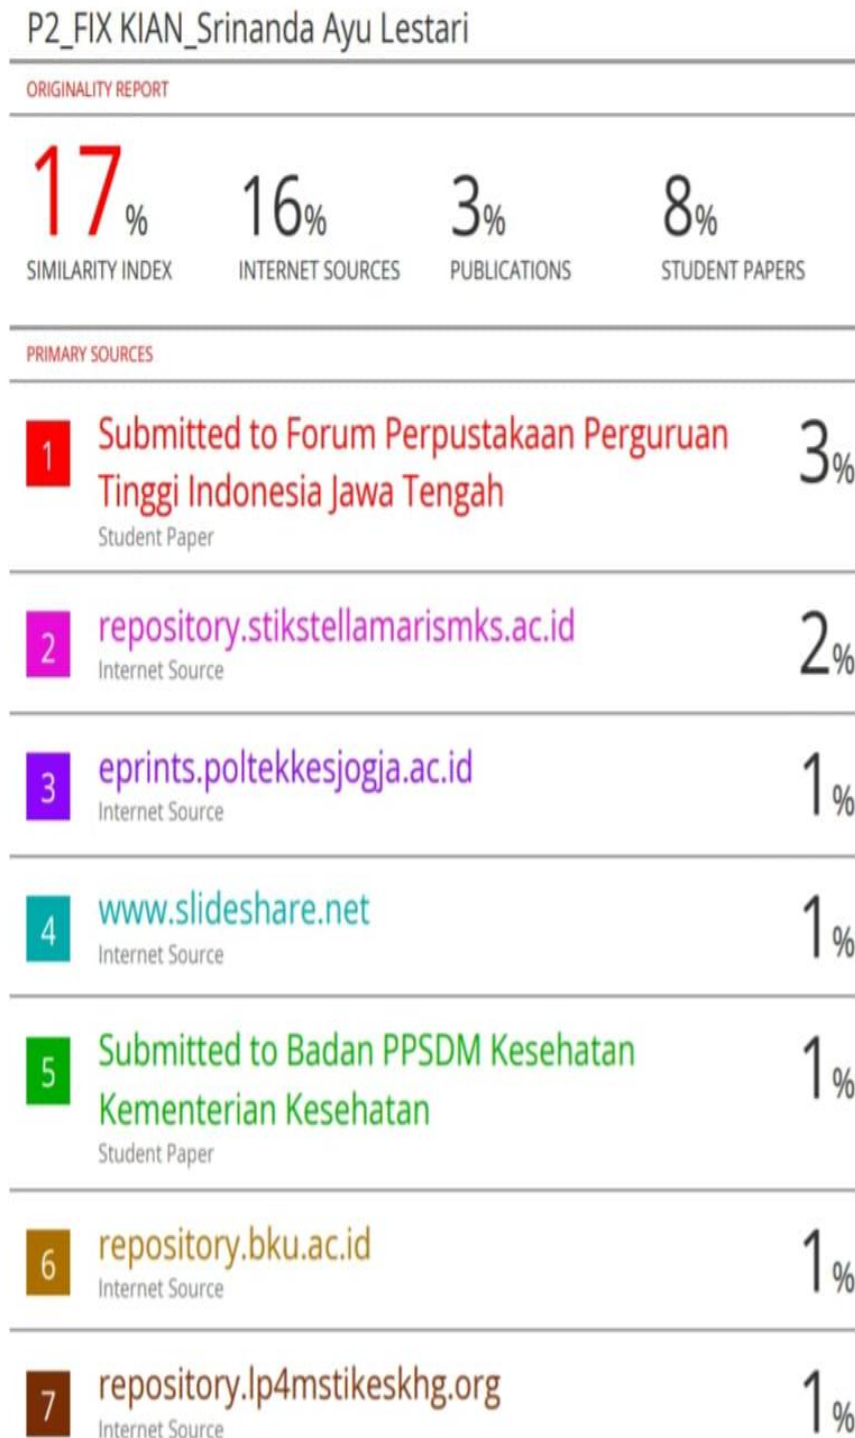 P2_FIX KIAN_Srinanda Ayu Lestari
ORIGINALITY REPORT
17% 16% 3% 8%
SIMILARITY INDEX INTERNET SOURCES PUBLICATIONS STUDENT PAPERS
PRIMARY SOURCES
1 Submitted to Forum Perpustakaan Perguruan 3%
Tinggi Indonesia Jawa Tengah
Student Paper
2 repository.stikstellamarismks.ac.id 2%
Internet Source
3 eprints.poltekkesjogja.ac.id 1%
Internet Source
4 www.slideshare.net 1%
Internet Source
5 Submitted to Badan PPSDM Kesehatan 1%
Kementerian Kesehatan
Student Paper
6 repository.bku.ac.id 1%
Internet Source
7 repository.lp4mstikeskhg.org 1%
Internet Source